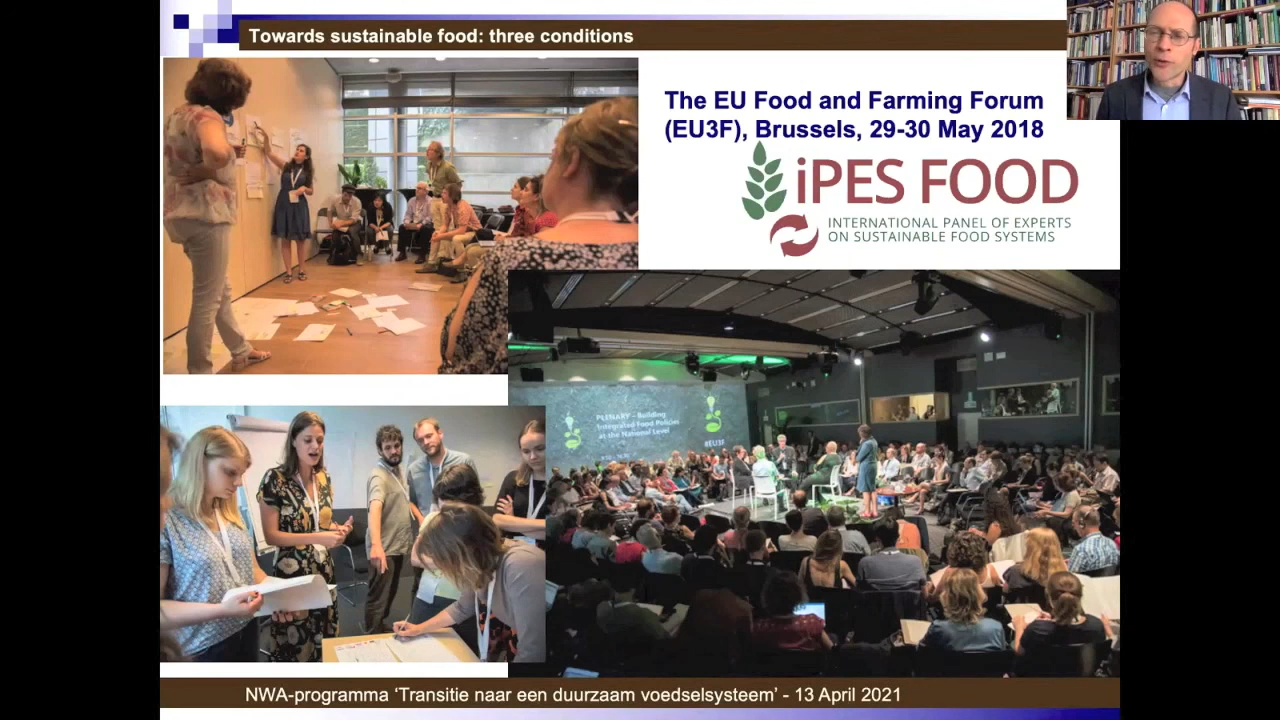 Towards sustainable food: three conditions
The EU Food and Farming Forum
(EU3F), Brussels, 29-30 May 2018
iPES FOOD
INTERNATIONAL PANEL OF EXPERTS
ON SUSTAINABLE FOOD SYSTEMS
PLENARY – Building
Integrated Food Policies
at the National Level
#EU3F
NWA-programma ‘Transitie naar een duurzaam voedselsysteem’ - 13 April 2021